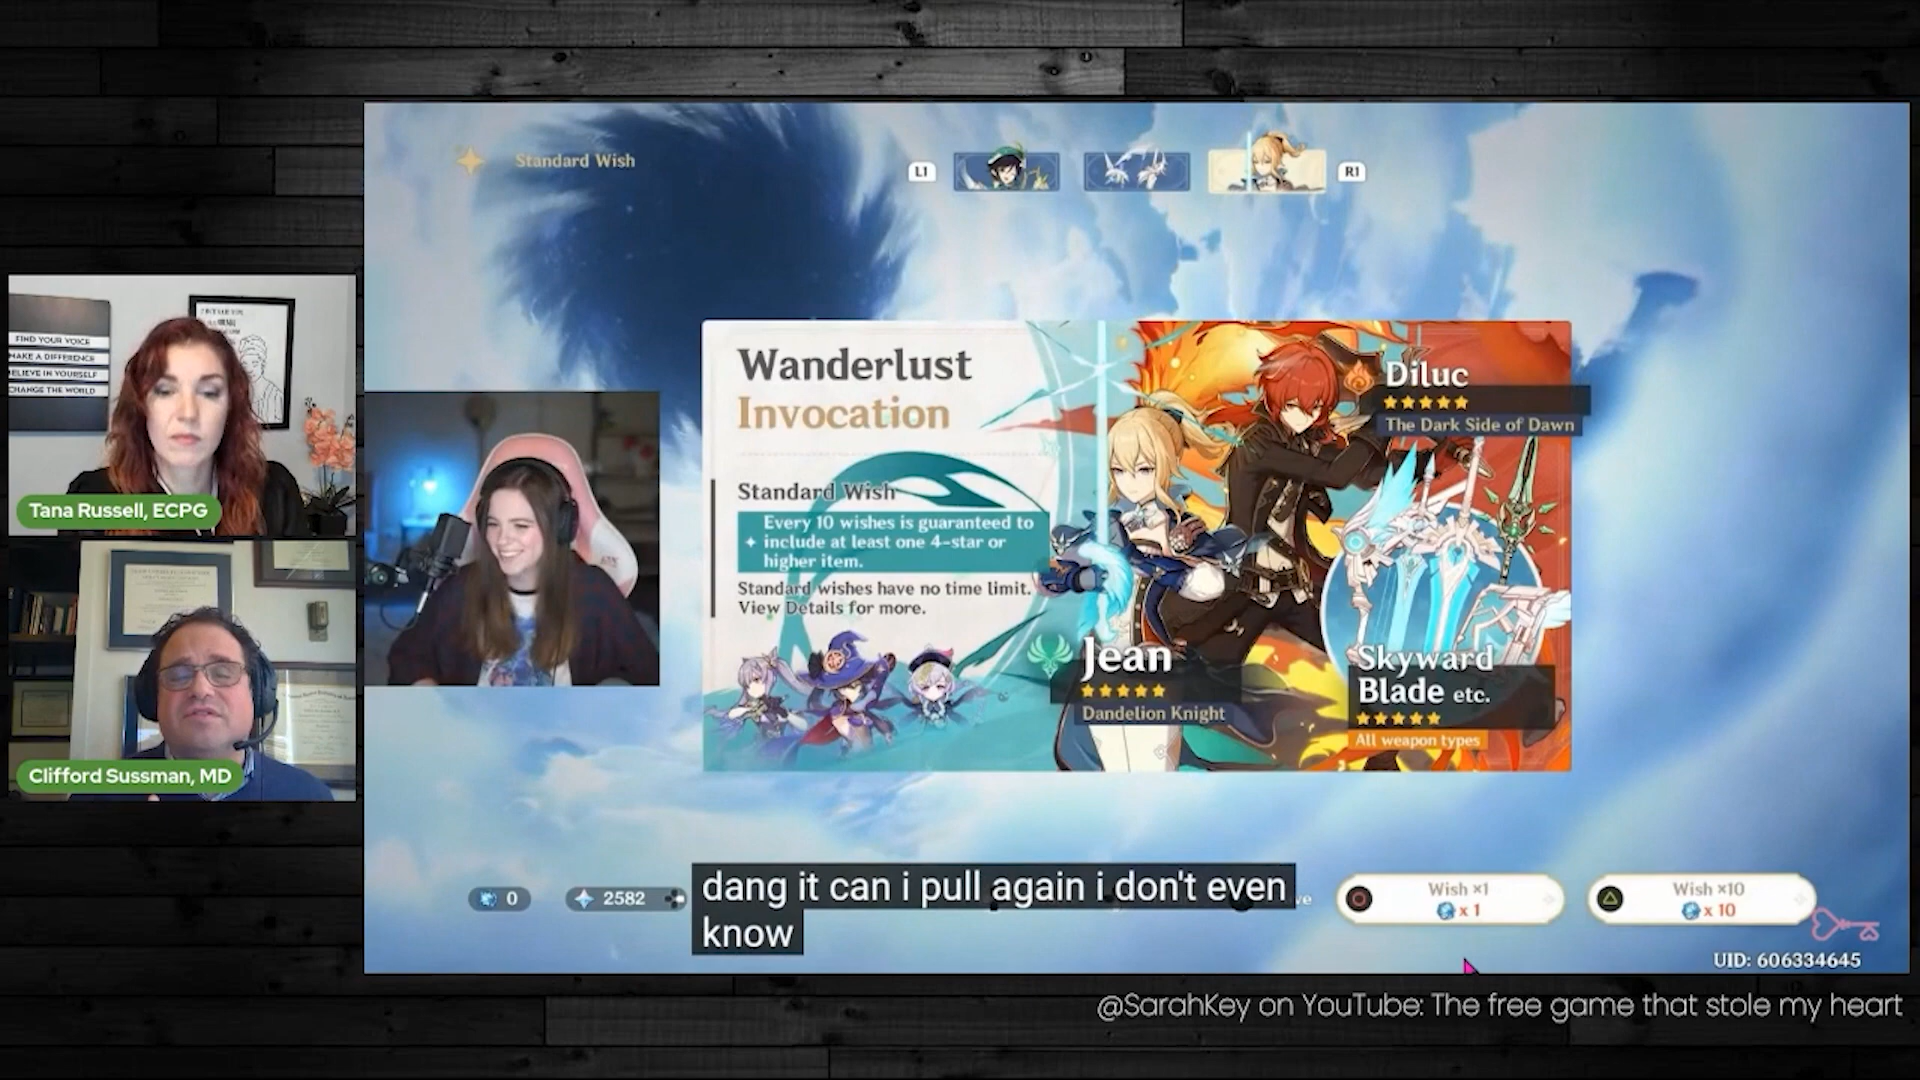 Standard Wish
L1
R1
FIND YOUR VOICE
MAKE A DIFFERENCE
BELIEVE IN YOURSELF
CHANGE THE WORLD
Tana Russell, ECPG
Clifford Sussman, MD
Wanderlust
Invocation
Standard Wish
Every 10 wishes is guaranteed to
include at least one 4-star or
higher item.
Standard wishes have no time limit.
View Details for more.
Diluc
The Dark Side of Dawn
Jean
Dandelion Knight
Skyward
Blade etc.
All weapon types
0
2582
dang it can i pull again i don't even
know
Wish ×1
x 1
Wish ×10
x 10
UID: 606334645
@SarahKey on YouTube: The free game that stole my heart